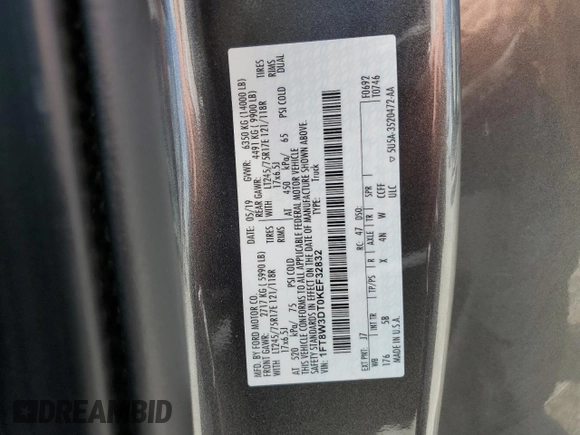 MFD. BY FORD MOTOR CO.
DATE: 05/19 GVWR: 6350 KG (14000 LB)
FRONT GAWR: 2717 KG (5990 LB) REAR GAWR: 4491 KG (9900 LB)
WITH LT245/75R17E 121/118R TIRES WITH LT245/75R17E 121/118R TIRES
17x6.5J RIMS 17x6.5J RIMS
AT 520 kPa/ 75 PSI COLD AT 450 kPa/ 65 PSI COLD DUAL
THIS VEHICLE CONFORMS TO ALL APPLICABLE FEDERAL MOTOR VEHICLE
SAFETY STANDARDS IN EFFECT ON THE DATE OF MANUFACTURE SHOWN ABOVE.
VIN: 1FT8W3DT0KEF32832 TYPE: Truck
F0692
T0746
EXT PNT: J7 RC: 47 DSO:
WB INT TR TP/PS R AXLE TR SPR
176 5B X 4N W CCFF
MADE IN U.S.A. ULC
5U5A-3520472-AA
DREAMBID